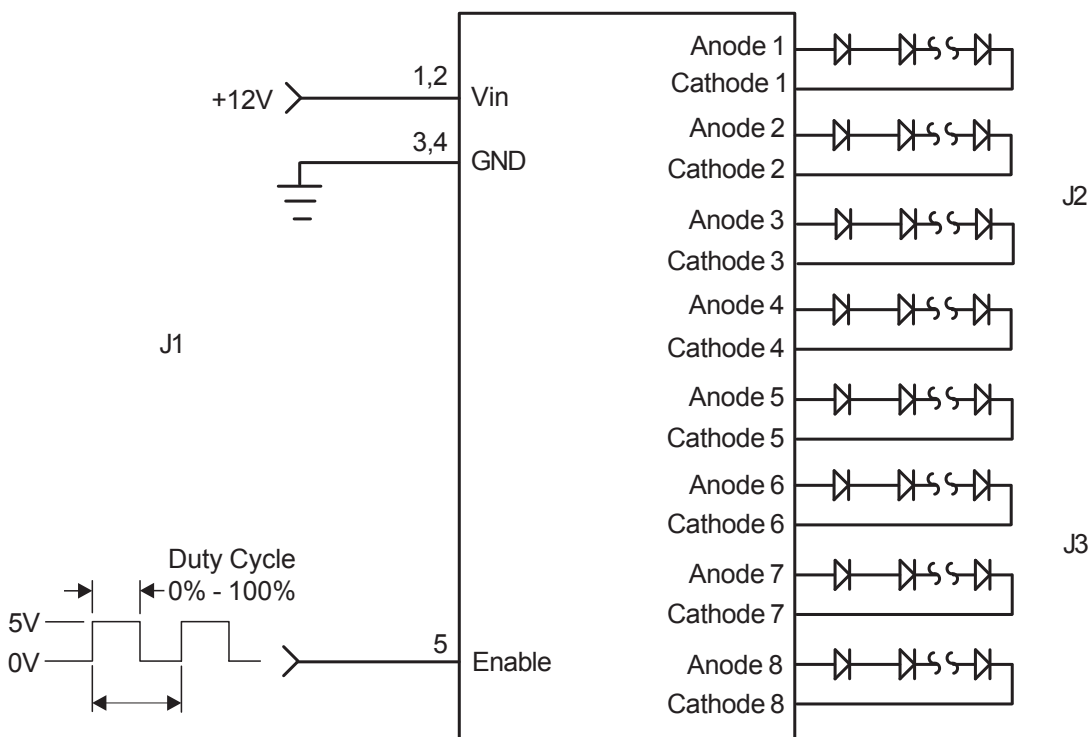 Anode 1
1,2
Cathode 1
+12V
Vin
Anode 2
3,4
GND
Cathode 2
J2
Anode 3
Cathode 3
Anode 4
J1
Cathode 4
Anode 5
Cathode 5
Anode 6
Cathode 6
J3
Duty Cycle
0% - 100%
Anode 7
Cathode 7
5V
0V
5
Enable
Anode 8
Cathode 8